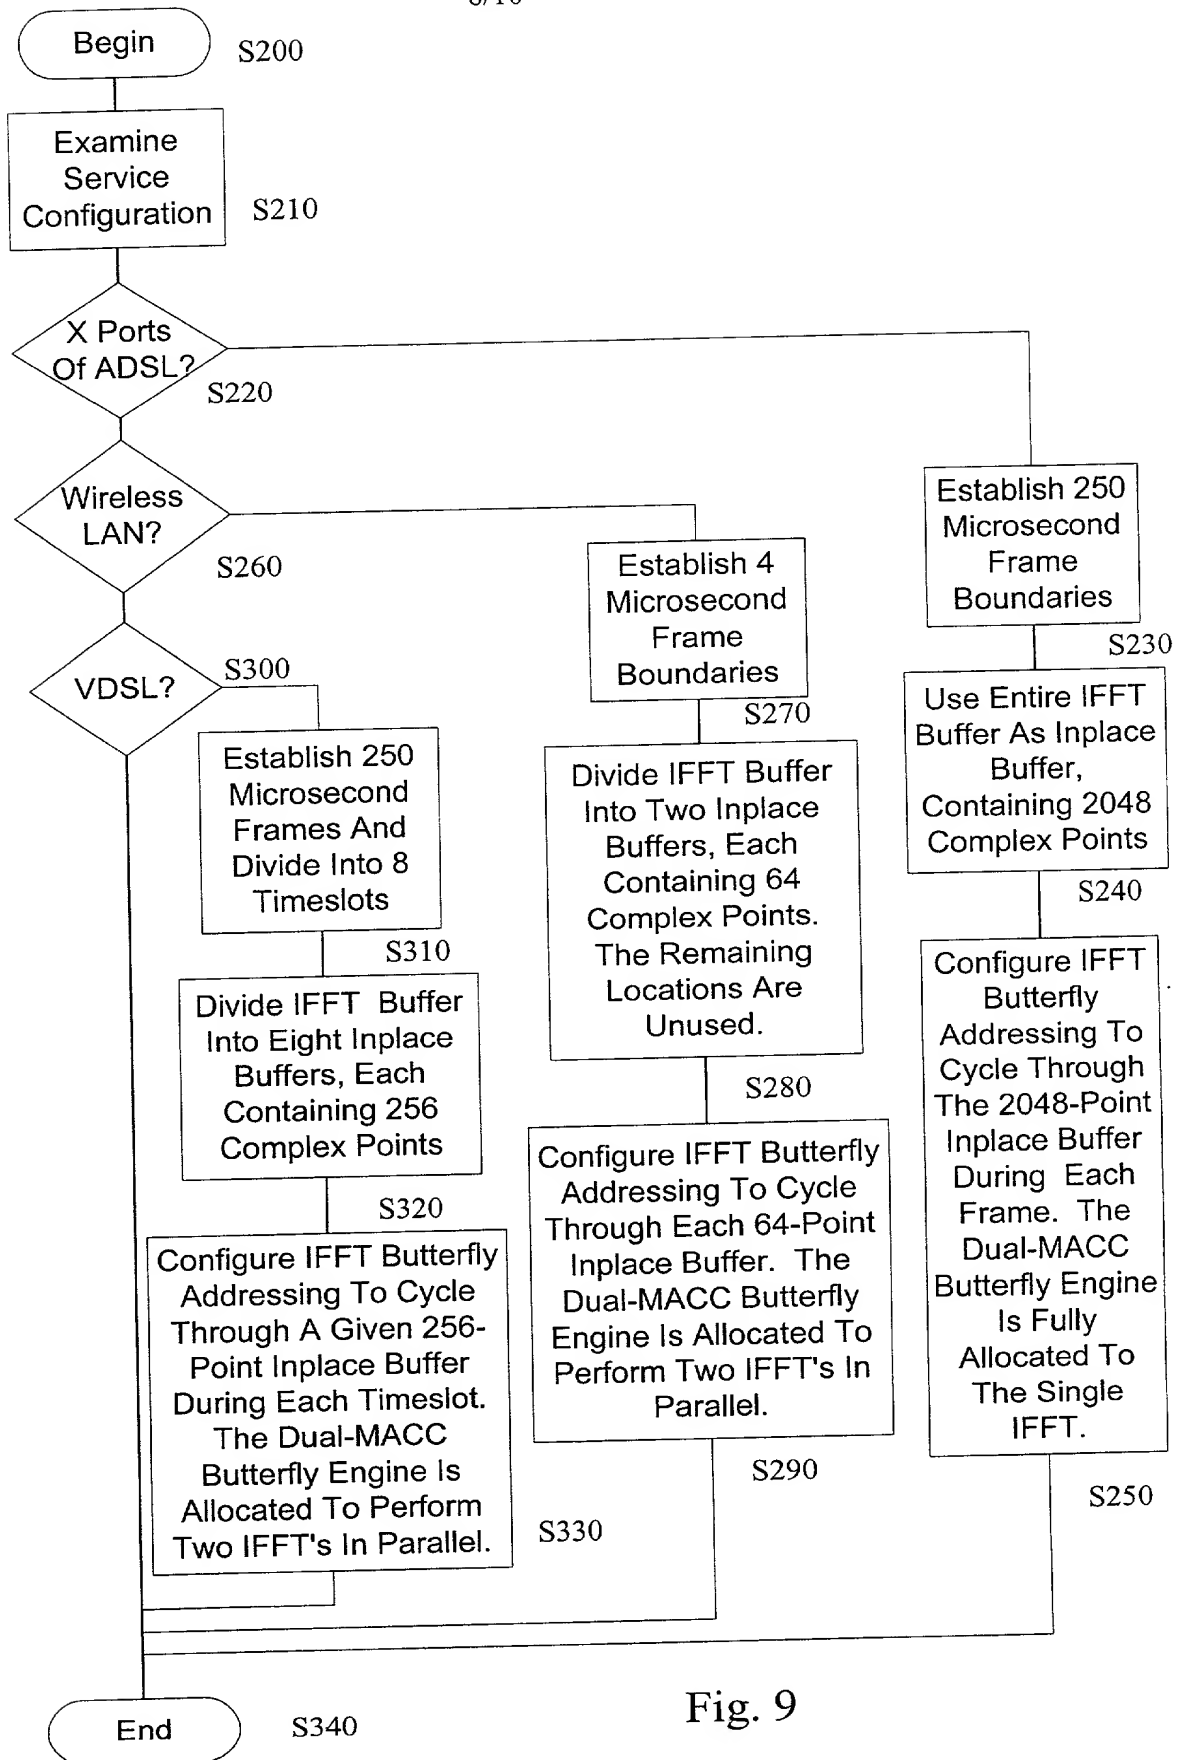 8/10
Begin
S200
Examine
Service
Configuration
S210
X Ports
Of ADSL?
S220
Wireless
LAN?
S260
VDSL?
S300
Establish 250
Microsecond
Frames And
Divide Into 8
Timeslots
S310
Divide IFFT Buffer
Into Eight Inplace
Buffers, Each
Containing 256
Complex Points
S320
Configure IFFT Butterfly
Addressing To Cycle
Through A Given 256-
Point Inplace Buffer
During Each Timeslot.
The Dual-MACC
Butterfly Engine Is
Allocated To Perform
Two IFFT's In Parallel.
S330
Establish 4
Microsecond
Frame
Boundaries
S270
Divide IFFT Buffer
Into Two Inplace
Buffers, Each
Containing 64
Complex Points.
The Remaining
Locations Are
Unused.
S280
Configure IFFT Butterfly
Addressing To Cycle
Through Each 64-Point
Inplace Buffer. The
Dual-MACC Butterfly
Engine Is Allocated To
Perform Two IFFT's In
Parallel.
S290
Establish 250
Microsecond
Frame
Boundaries
S230
Use Entire IFFT
Buffer As Inplace
Buffer,
Containing 2048
Complex Points
S240
Configure IFFT
Butterfly
Addressing To
Cycle Through
The 2048-Point
Inplace Buffer
During Each
Frame. The
Dual-MACC
Butterfly Engine
Is Fully
Allocated To
The Single
IFFT.
S250
End
S340
Fig. 9